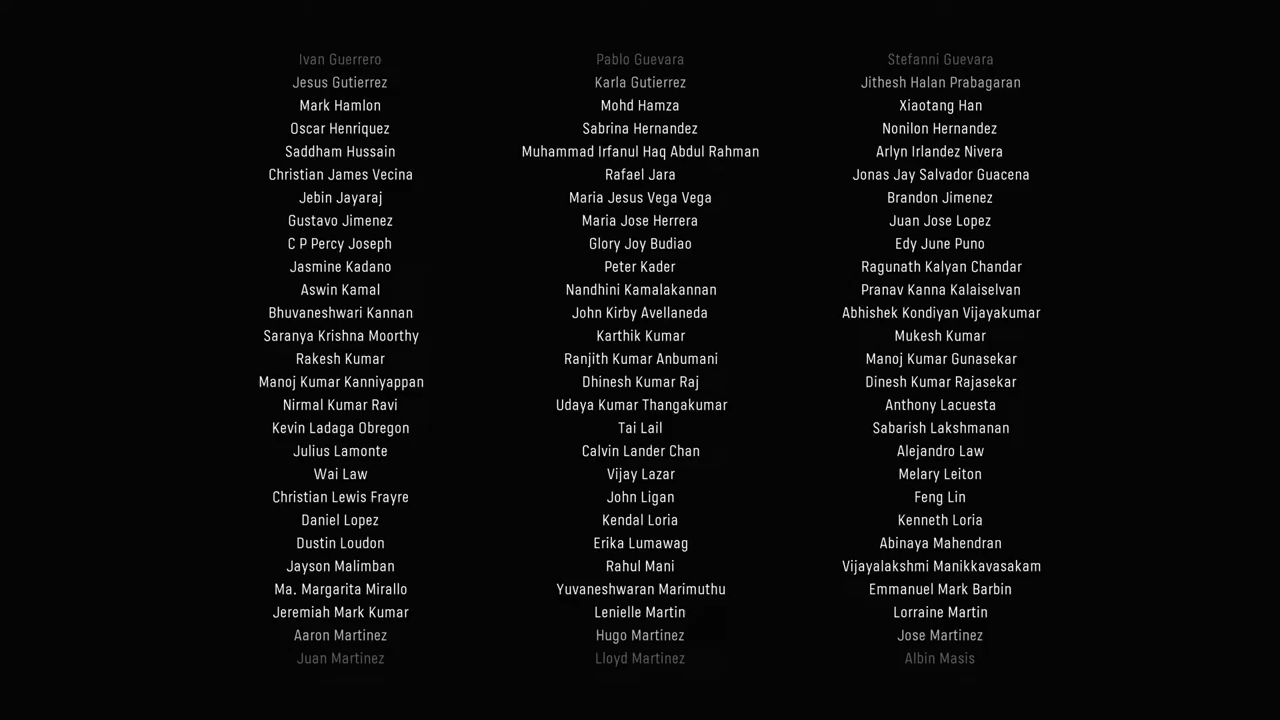 Ivan Guerrero Pablo Guevara Stefanni Guevara
Jesus Gutierrez Karla Gutierrez Jithesh Halan Prabagaran
Mark Hamlon Mohd Hamza Xiaotang Han
Oscar Henriquez Sabrina Hernandez Nonilon Hernandez
Saddham Hussain Muhammad Irfanul Haq Abdul Rahman Arlyn Irlandez Nivera
Christian James Vecina Rafael Jara Jonas Jay Salvador Guacena
Jebin Jayaraj Maria Jesus Vega Vega Brandon Jimenez
Gustavo Jimenez Maria Jose Herrera Juan Jose Lopez
C P Percy Joseph Glory Joy Budiao Edy June Puno
Jasmine Kadano Peter Kader Ragunath Kalyan Chandar
Aswin Kamal Nandhini Kamalakannan Pranav Kanna Kalaiselvan
Bhuvaneshwari Kannan John Kirby Avellaneda Abhishek Kondiyan Vijayakumar
Saranya Krishna Moorthy Karthik Kumar Mukesh Kumar
Rakesh Kumar Ranjith Kumar Anbumani Manoj Kumar Gunasekar
Manoj Kumar Kanniyappan Dhinesh Kumar Raj Dinesh Kumar Rajasekar
Nirmal Kumar Ravi Udaya Kumar Thangakumar Anthony Lacuesta
Kevin Ladaga Obregon Tai Lail Sabarish Lakshmanan
Julius Lamonte Calvin Lander Chan Alejandro Law
Wai Law Vijay Lazar Melary Leiton
Christian Lewis Frayre John Ligan Feng Lin
Daniel Lopez Kendal Loria Kenneth Loria
Dustin Loudon Erika Lumawag Abinaya Mahendran
Jayson Malimban Rahul Mani Vijayalakshmi Manikkavasakam
Ma. Margarita Mirallo Yuvaneshwaran Marimuthu Emmanuel Mark Barbin
Jeremiah Mark Kumar Lenielle Martin Lorraine Martin
Aaron Martinez Hugo Martinez Jose Martinez
Juan Martinez Lloyd Martinez Albin Masis